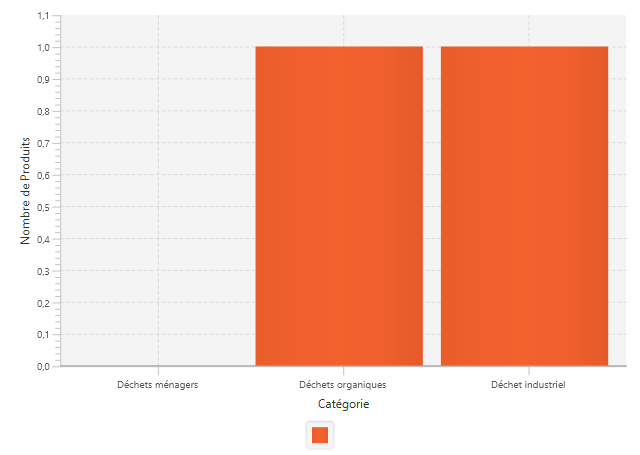 1,1
1,0
0,9
0,8
0,7
0,6
0,5
0,4
0,3
0,2
0,1
0,0
Nombre de Produits
Déchets ménagers
Déchets organiques
Déchet industriel
Catégorie